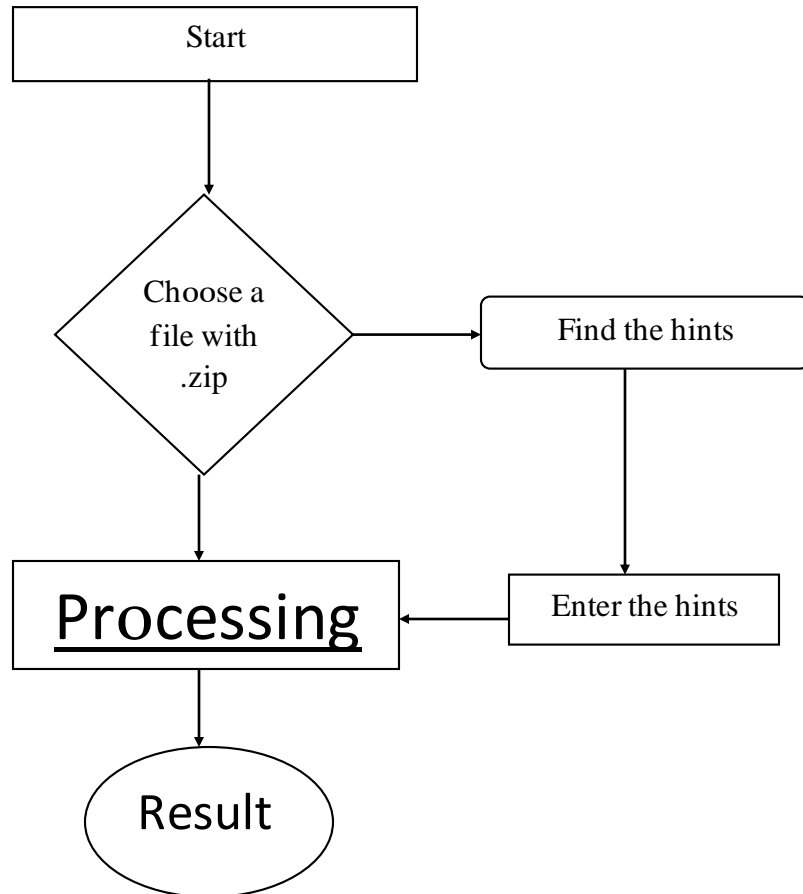 Start
Choose a
file with
.zip
Find the hints
Enter the hints
Processing
Result